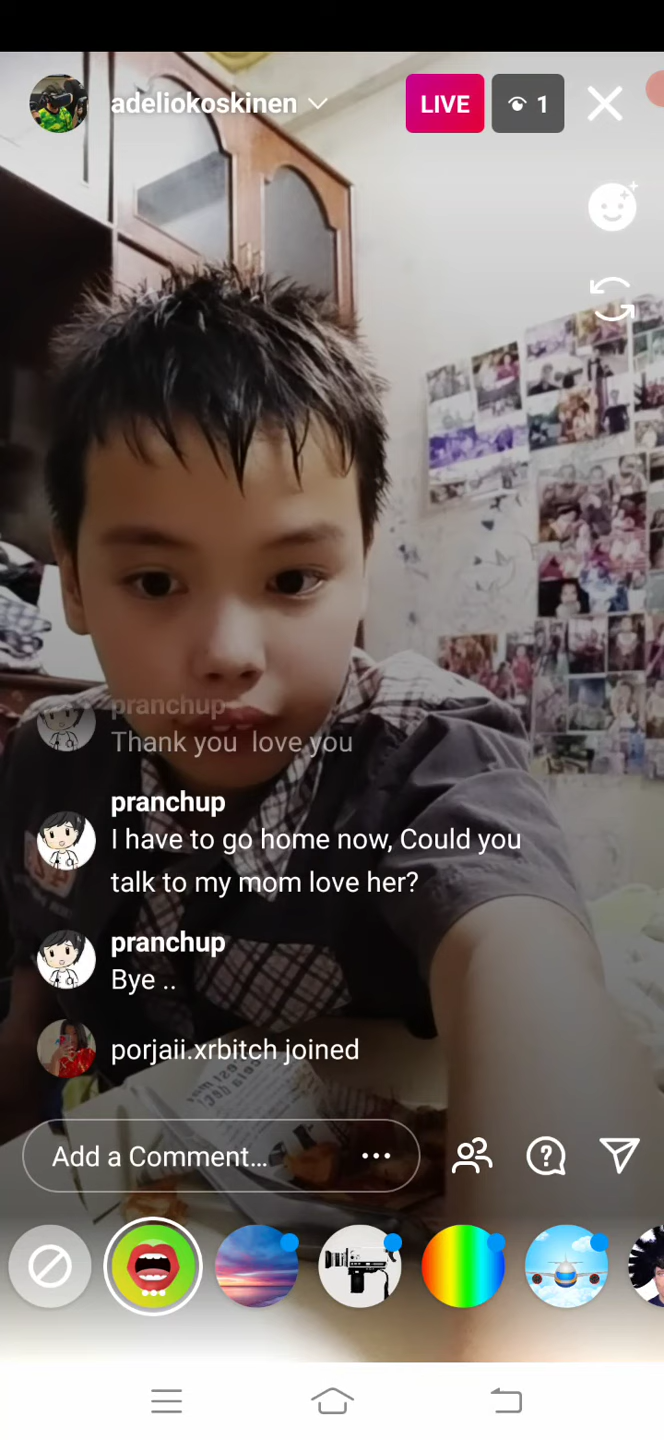 adeliokoskinen
LIVE
1
pranchup
Thank you love you
pranchup
I have to go home now, Could you
talk to my mom love her?
pranchup
Bye ..
porjaii.xrbitch joined
Add a Comment...